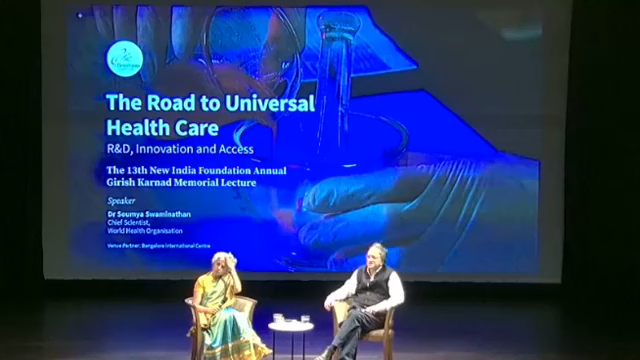 The Road to Universal
Health Care
R&D, Innovation and Access
The 13th New India Foundation Annual
Girish Karnad Memorial Lecture
Speaker
Dr Soumya Swaminathan
Chief Scientist,
World Health Organisation
Venue Partner: Bangalore International Centre